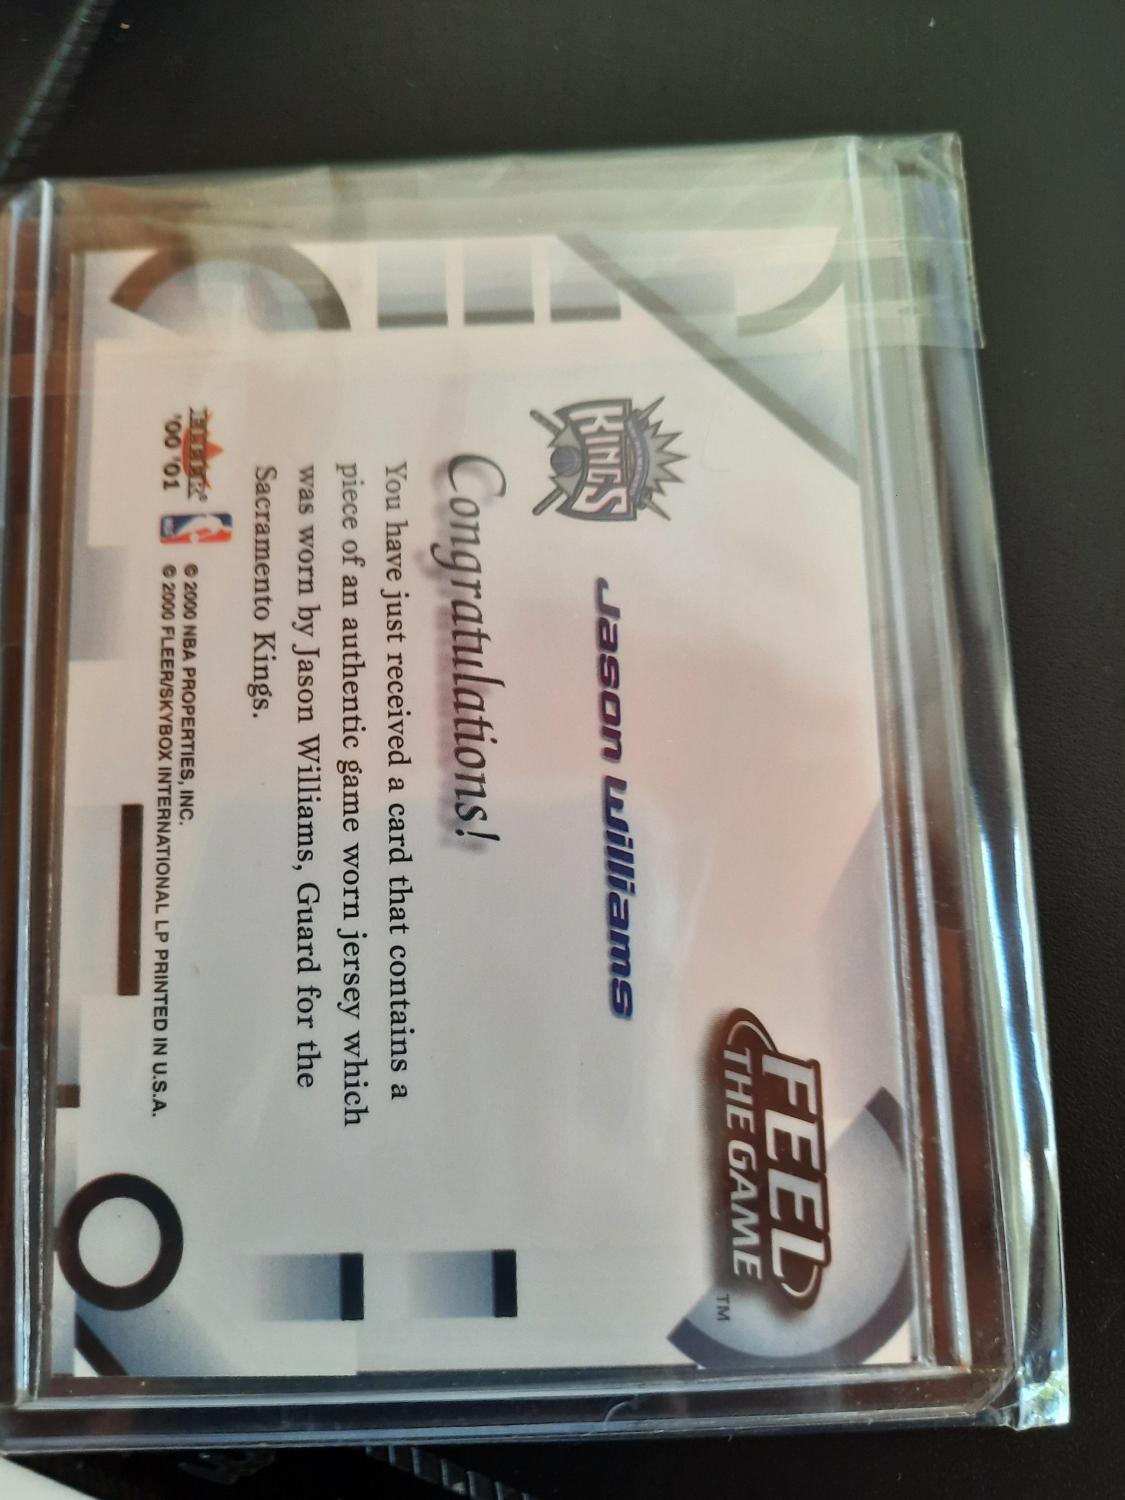 FEEL
THE GAME™
KINGS
Jason Williams
Congratulations!
You have just received a card that contains a
piece of an authentic game worn jersey which
was worn by Jason Williams, Guard for the
Sacramento Kings.
FLEER®
'00 '01
© 2000 NBA PROPERTIES, INC.
© 2000 FLEER/SKYBOX INTERNATIONAL LP PRINTED IN U.S.A.